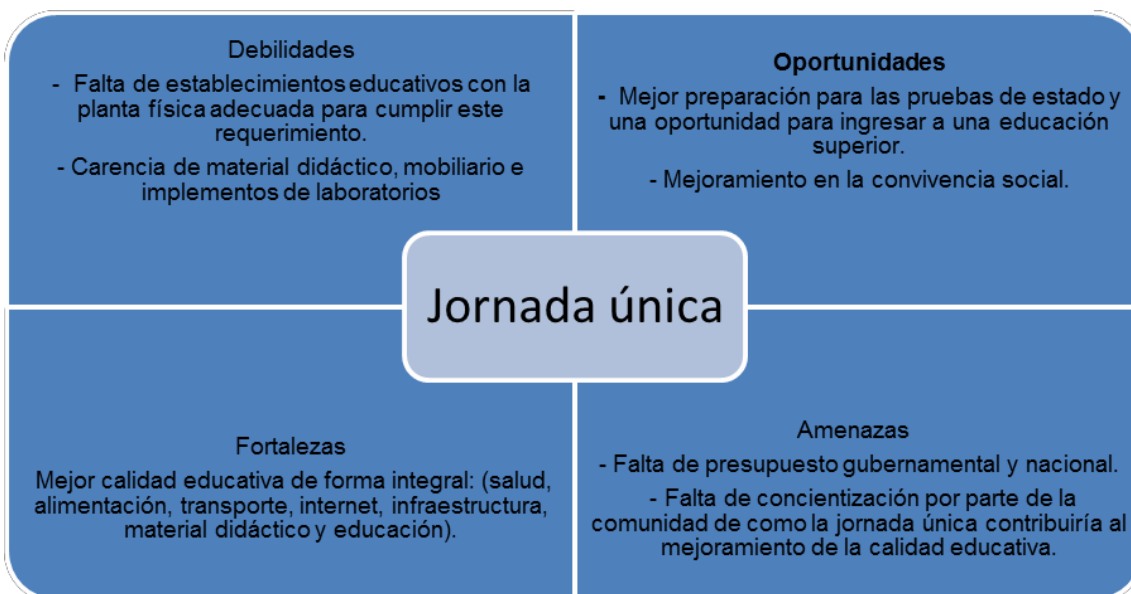 Debilidades
- Falta de establecimientos educativos con la
planta física adecuada para cumplir este
requerimiento.
- Carencia de material didáctico, mobiliario e
implementos de laboratorios
Oportunidades
- Mejor preparación para las pruebas de estado y
una oportunidad para ingresar a una educación
superior.
- Mejoramiento en la convivencia social.
Jornada única
Fortalezas
Mejor calidad educativa de forma integral: (salud,
alimentación, transporte, internet, infraestructura,
material didáctico y educación).
Amenazas
- Falta de presupuesto gubernamental y nacional.
- Falta de concientización por parte de la
comunidad de como la jornada única contribuiría al
mejoramiento de la calidad educativa.